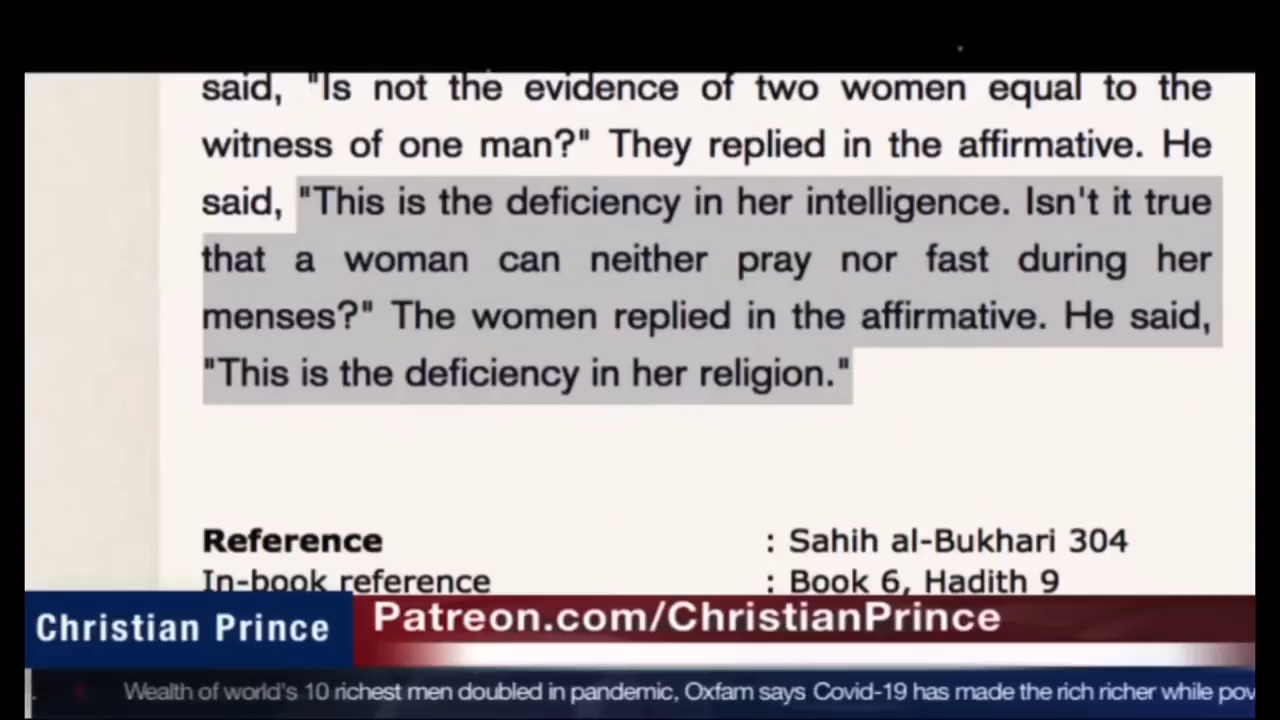 said, "Is not the evidence of two women equal to the
witness of one man?" They replied in the affirmative. He
said, "This is the deficiency in her intelligence. Isn't it true
that a woman can neither pray nor fast during her
menses?" The women replied in the affirmative. He said,
"This is the deficiency in her religion."
Reference : Sahih al-Bukhari 304
In-book reference : Book 6, Hadith 9
Christian Prince
Patreon.com/ChristianPrince
. Wealth of world's 10 richest men doubled in pandemic, Oxfam says Covid-19 has made the rich richer while pov